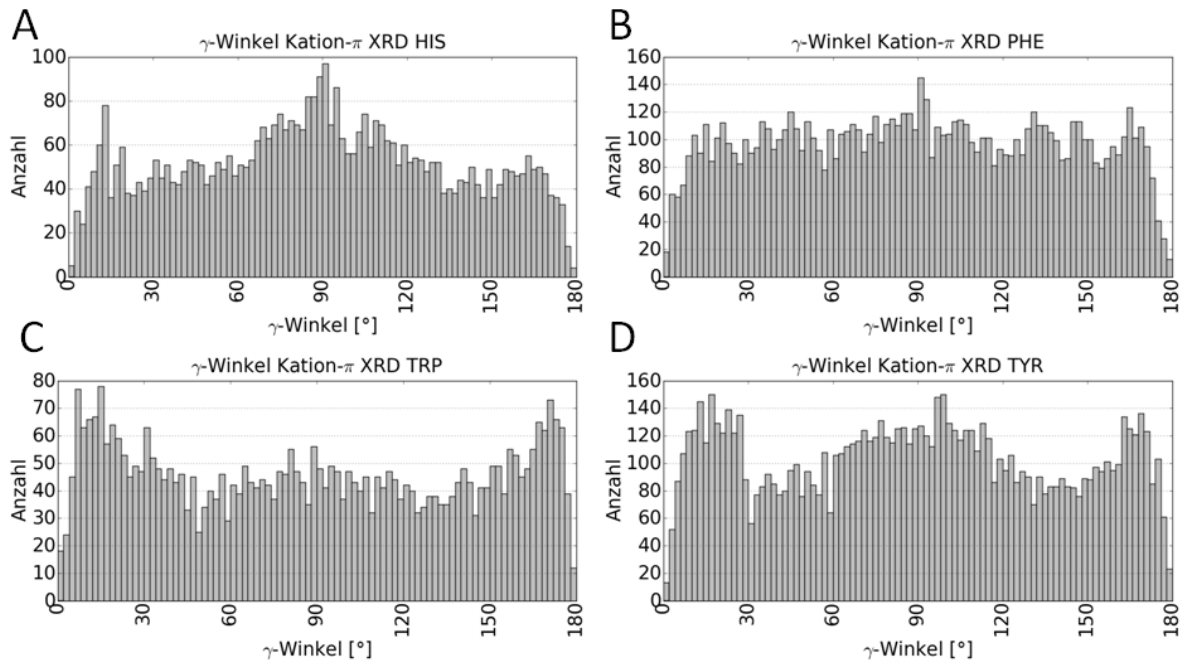 A
γ-Winkel Kation-π XRD HIS
100
80
60
40
20
0
Anzahl
0 30 60 90 120 150 180
γ-Winkel [°]
B
γ-Winkel Kation-π XRD PHE
160
140
120
100
80
60
40
20
0
Anzahl
0 30 60 90 120 150 180
γ-Winkel [°]
C
γ-Winkel Kation-π XRD TRP
80
70
60
50
40
30
20
10
0
Anzahl
0 30 60 90 120 150 180
γ-Winkel [°]
D
γ-Winkel Kation-π XRD TYR
160
140
120
100
80
60
40
20
0
Anzahl
0 30 60 90 120 150 180
γ-Winkel [°]